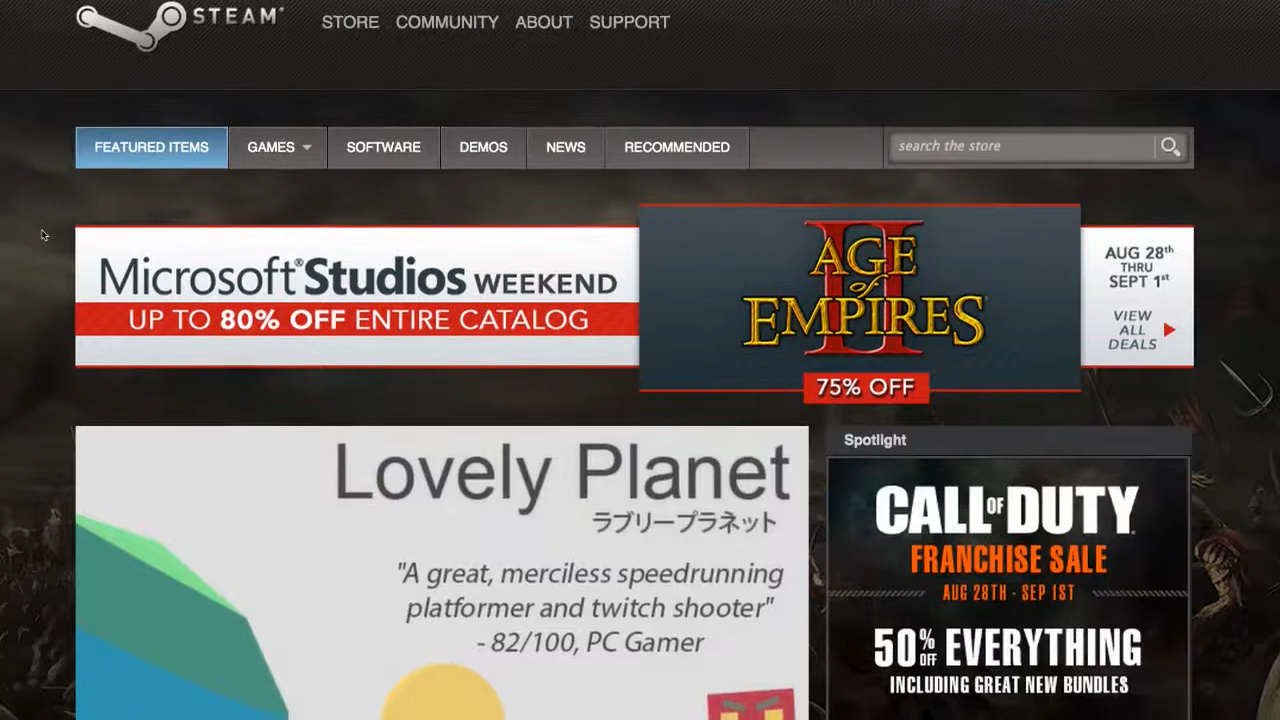 STEAM
STORE COMMUNITY ABOUT SUPPORT
FEATURED ITEMS GAMES SOFTWARE DEMOS NEWS RECOMMENDED search the store
Microsoft® Studios WEEKEND
UP TO 80% OFF ENTIRE CATALOG
AGE
of
EMPIRES
II
75% OFF
AUG 28th
THRU
SEPT 1st
VIEW
ALL
DEALS
Lovely Planet
ラブリープラネット
"A great, merciless speedrunning
platformer and twitch shooter"
- 82/100, PC Gamer
Spotlight
CALL OF DUTY
FRANCHISE SALE
AUG 28TH - SEP 1ST
50% OFF EVERYTHING
INCLUDING GREAT NEW BUNDLES